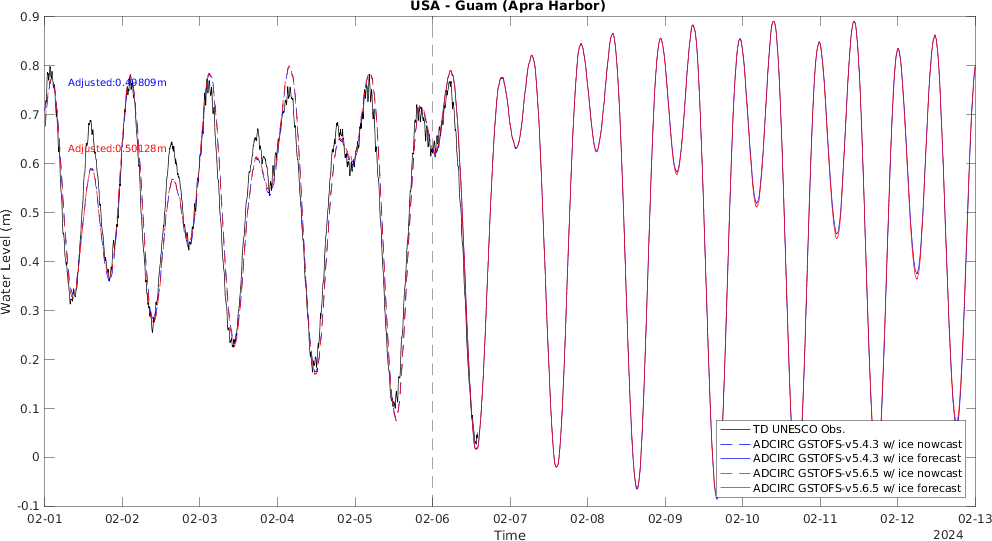 USA - Guam (Apra Harbor)
0.9
0.8
0.7
0.6
0.5
0.4
0.3
0.2
0.1
0
-0.1
Water Level (m)
Adjusted:0.49809m
Adjusted:0.50128m
TD UNESCO Obs.
ADCIRC GSTOFS-v5.4.3 w/ ice nowcast
ADCIRC GSTOFS-v5.4.3 w/ ice forecast
ADCIRC GSTOFS-v5.6.5 w/ ice nowcast
ADCIRC GSTOFS-v5.6.5 w/ ice forecast
02-01 02-02 02-03 02-04 02-05 02-06 02-07 02-08 02-09 02-10 02-11 02-12 02-13
Time
2024